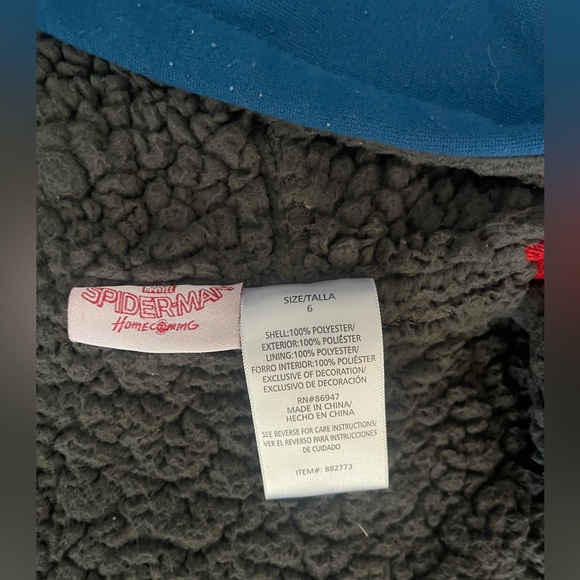 MARVEL
SPIDER-MAN
HOMECOMING
SIZE/TALLA
6
SHELL:100% POLYESTER/
EXTERIOR:100% POLIÉSTER
LINING:100% POLYESTER/
FORRO INTERIOR:100% POLIÉSTER
EXCLUSIVE OF DECORATION/
EXCLUSIVO DE DECORACIÓN
RN#86947
MADE IN CHINA/
HECHO EN CHINA
SEE REVERSE FOR CARE INSTRUCTIONS/
VER EL REVERSO PARA INSTRUCCIONES
DE CUIDADO
ITEM#: 882773